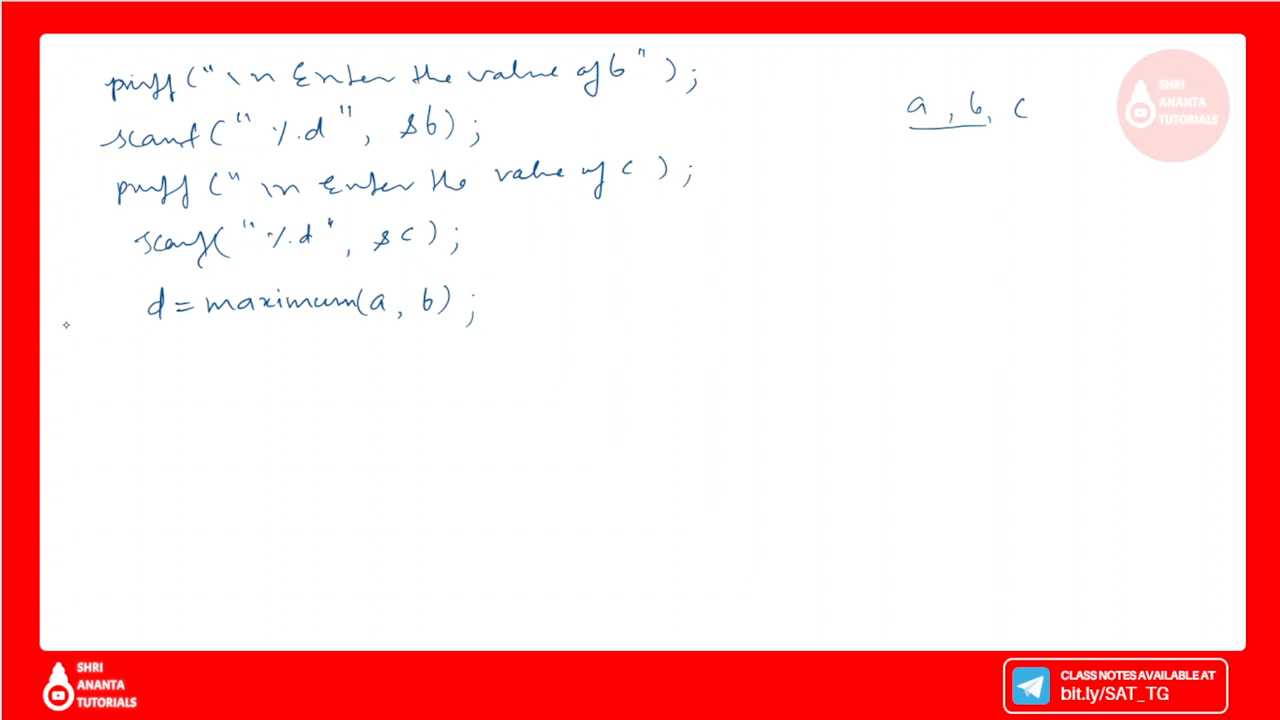 printf ("\n Enter the value of b");
scanf ("%d", &b);
printf ("\n Enter the value of c );
scanf( "%d", &c);
d = maximum(a, b);
a, b, c
SHRI
ANANTA
TUTORIALS
SHRI
ANANTA
TUTORIALS
CLASS NOTES AVAILABLE AT
bit.ly/SAT_TG